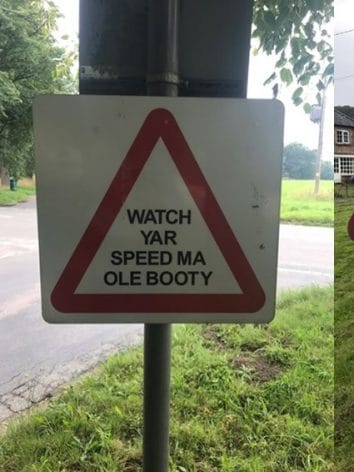 WATCH
YAR
SPEED MA
OLE BOOTY